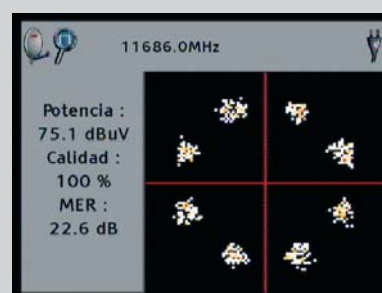 11686.0MHz
Potencia :
75.1 dBuV
Calidad :
100 %
MER :
22.6 dB